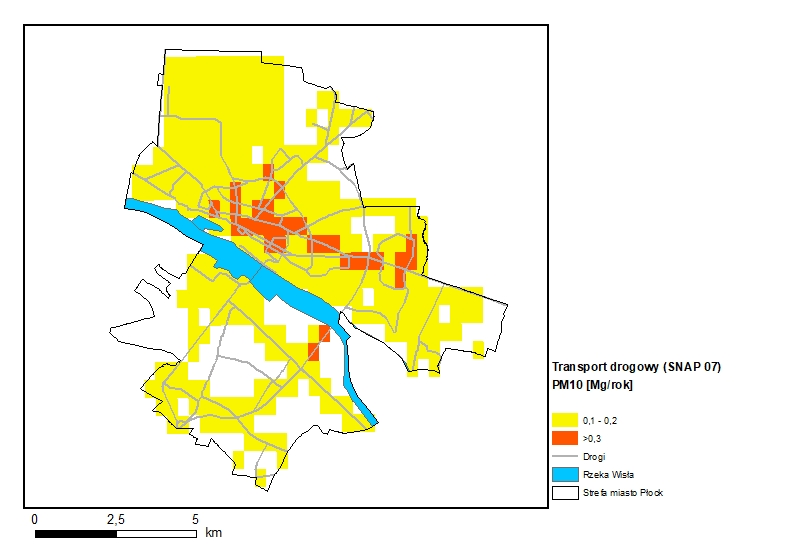 Transport drogowy (SNAP 07)
PM10 [Mg/rok]
0,1 - 0,2
>0,3
Drogi
Rzeka Wisła
Strefa miasto Płock
0 2,5 5
km